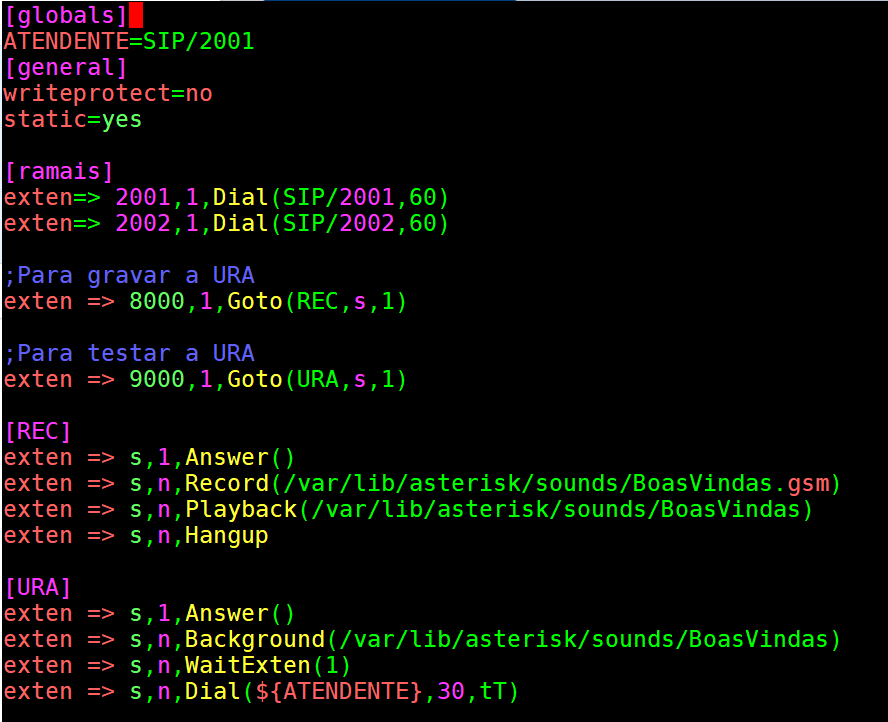 [globals]
ATENDENTE=SIP/2001
[general]
writeprotect=no
static=yes
[ramais]
exten=> 2001,1,Dial(SIP/2001,60)
exten=> 2002,1,Dial(SIP/2002,60)
;Para gravar a URA
exten => 8000,1,Goto(REC,s,1)
;Para testar a URA
exten => 9000,1,Goto(URA,s,1)
[REC]
exten => s,1,Answer()
exten => s,n,Record(/var/lib/asterisk/sounds/BoasVindas.gsm)
exten => s,n,Playback(/var/lib/asterisk/sounds/BoasVindas)
exten => s,n,Hangup
[URA]
exten => s,1,Answer()
exten => s,n,Background(/var/lib/asterisk/sounds/BoasVindas)
exten => s,n,WaitExten(1)
exten => s,n,Dial(${ATENDENTE},30,tT)